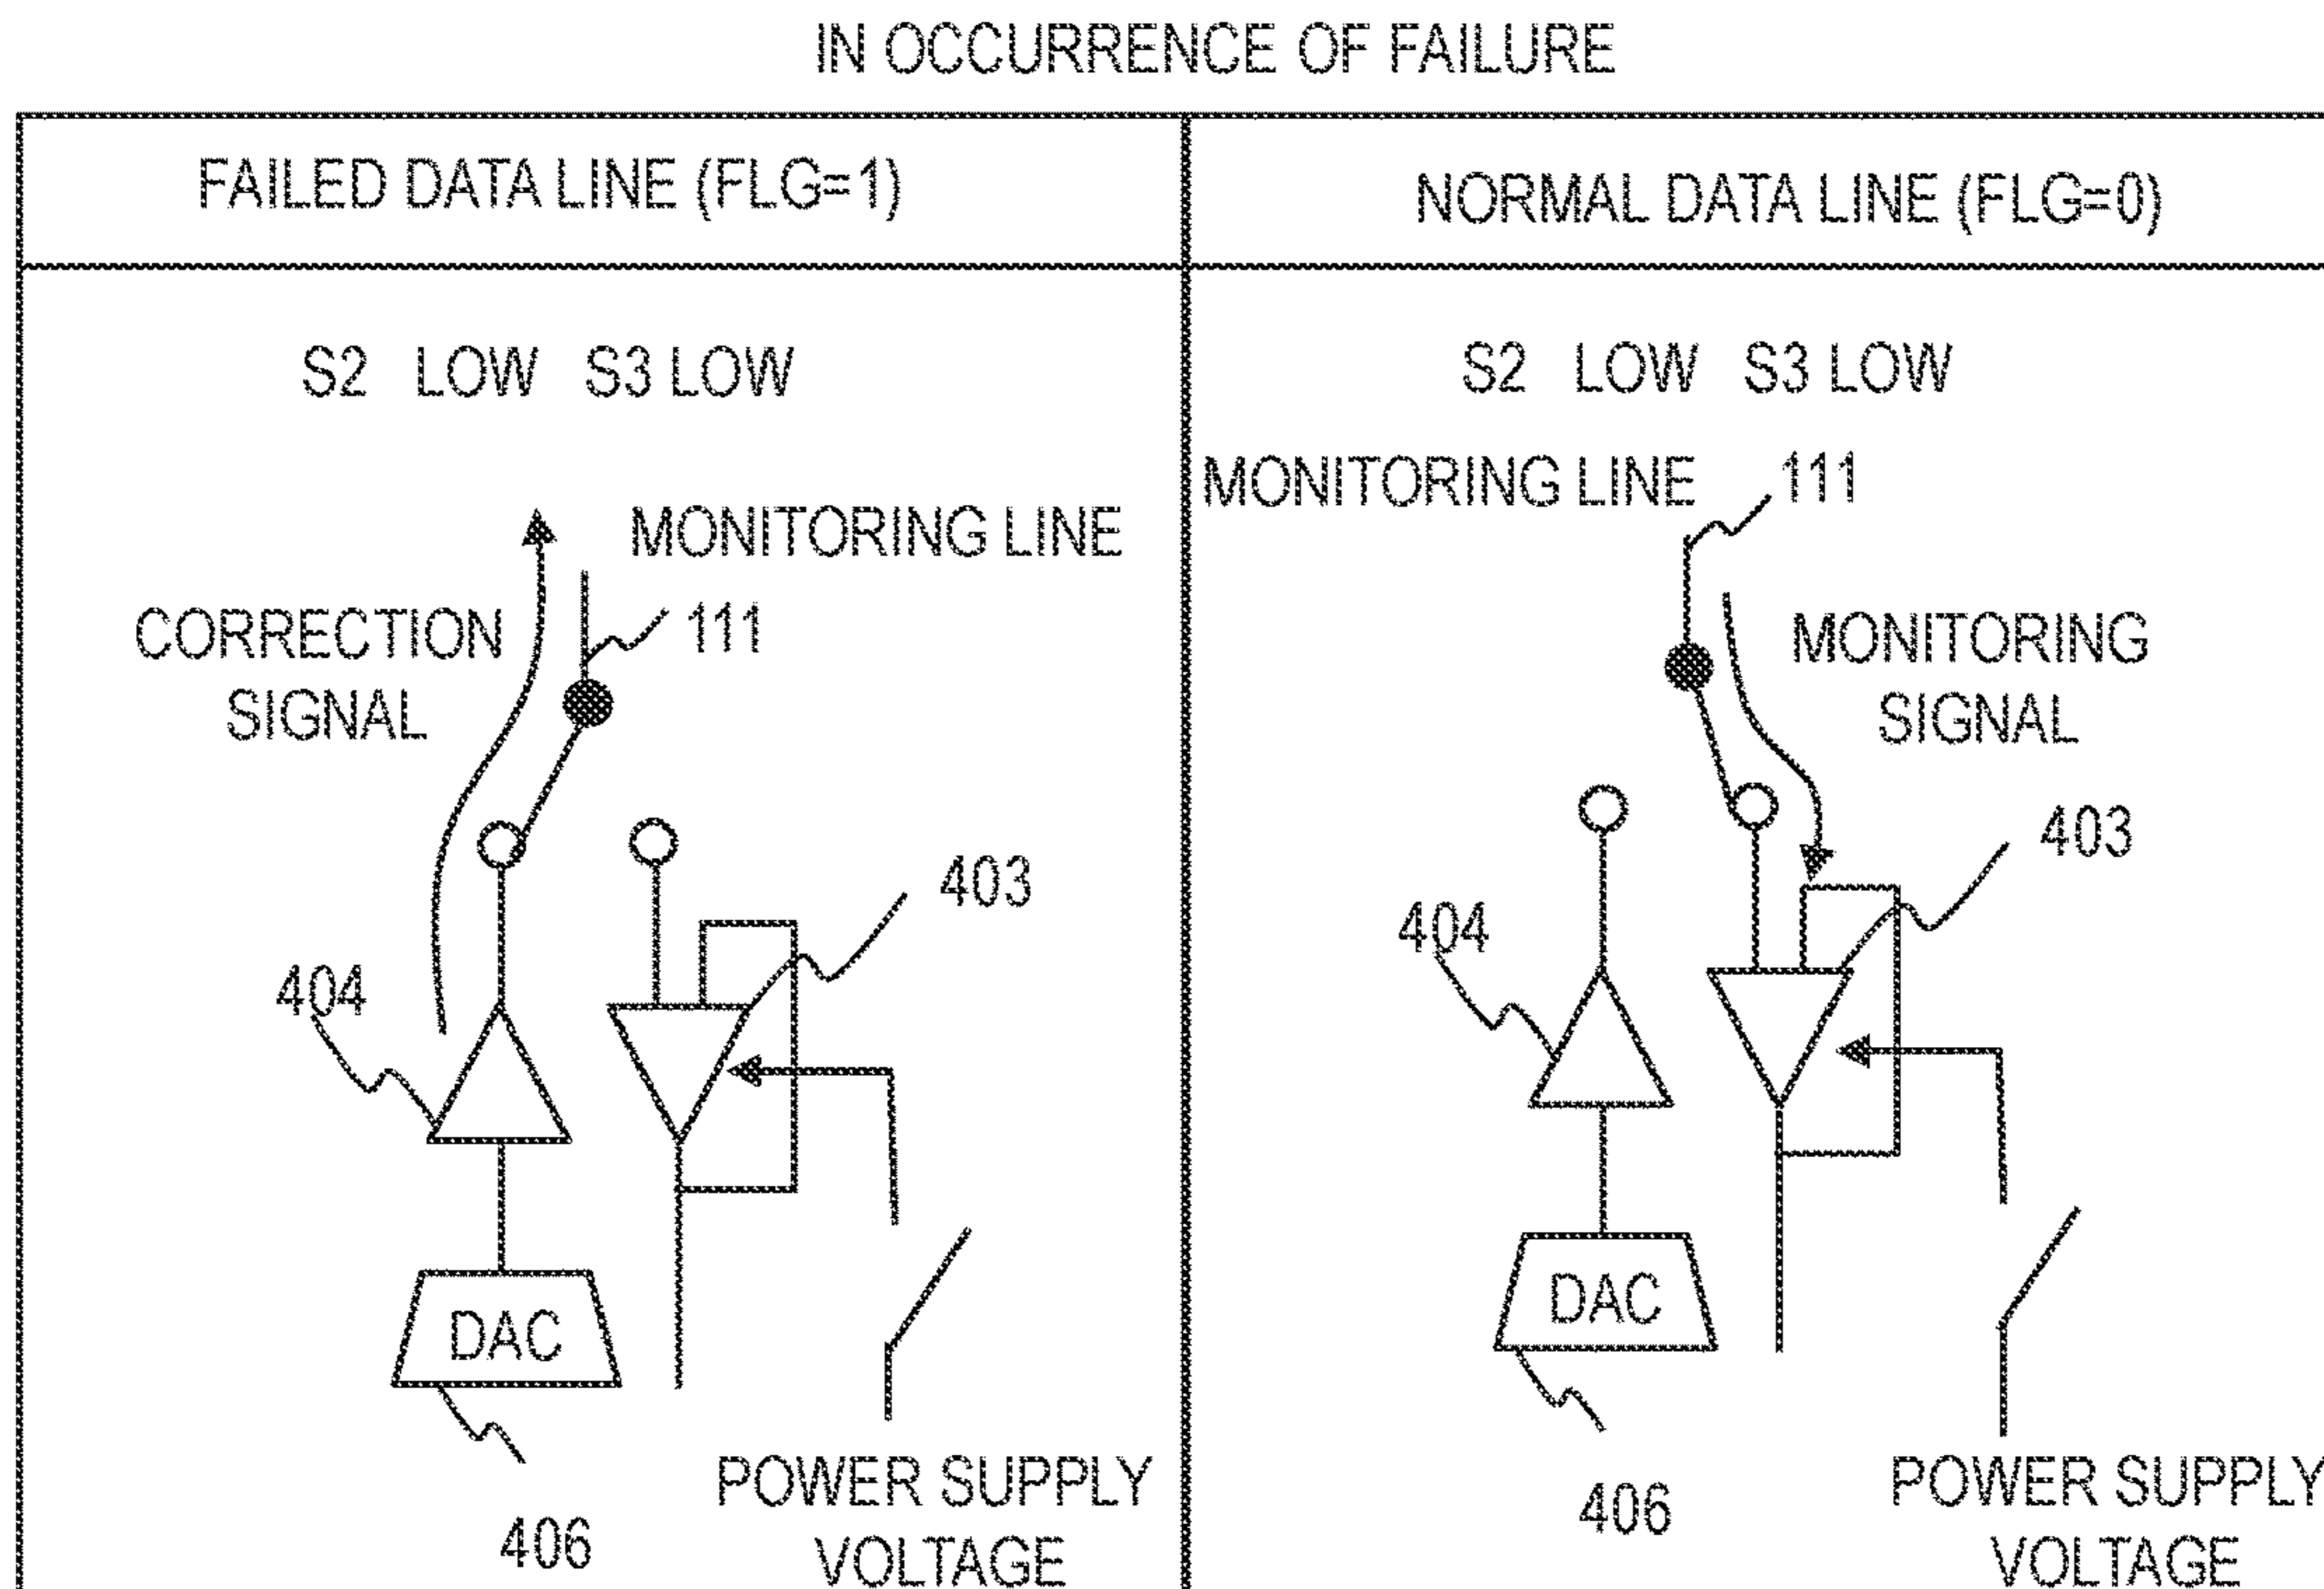 IN OCCURRENCE OF FAILURE
FAILED DATA LINE (FLG=1)
S2 LOW S3 LOW
MONITORING LINE
111
CORRECTION
SIGNAL
403
404
DAC
406
POWER SUPPLY
VOLTAGE
NORMAL DATA LINE (FLG=0)
S2 LOW S3 LOW
MONITORING LINE 111
MONITORING
SIGNAL
403
404
DAC
406
POWER SUPPLY
VOLTAGE